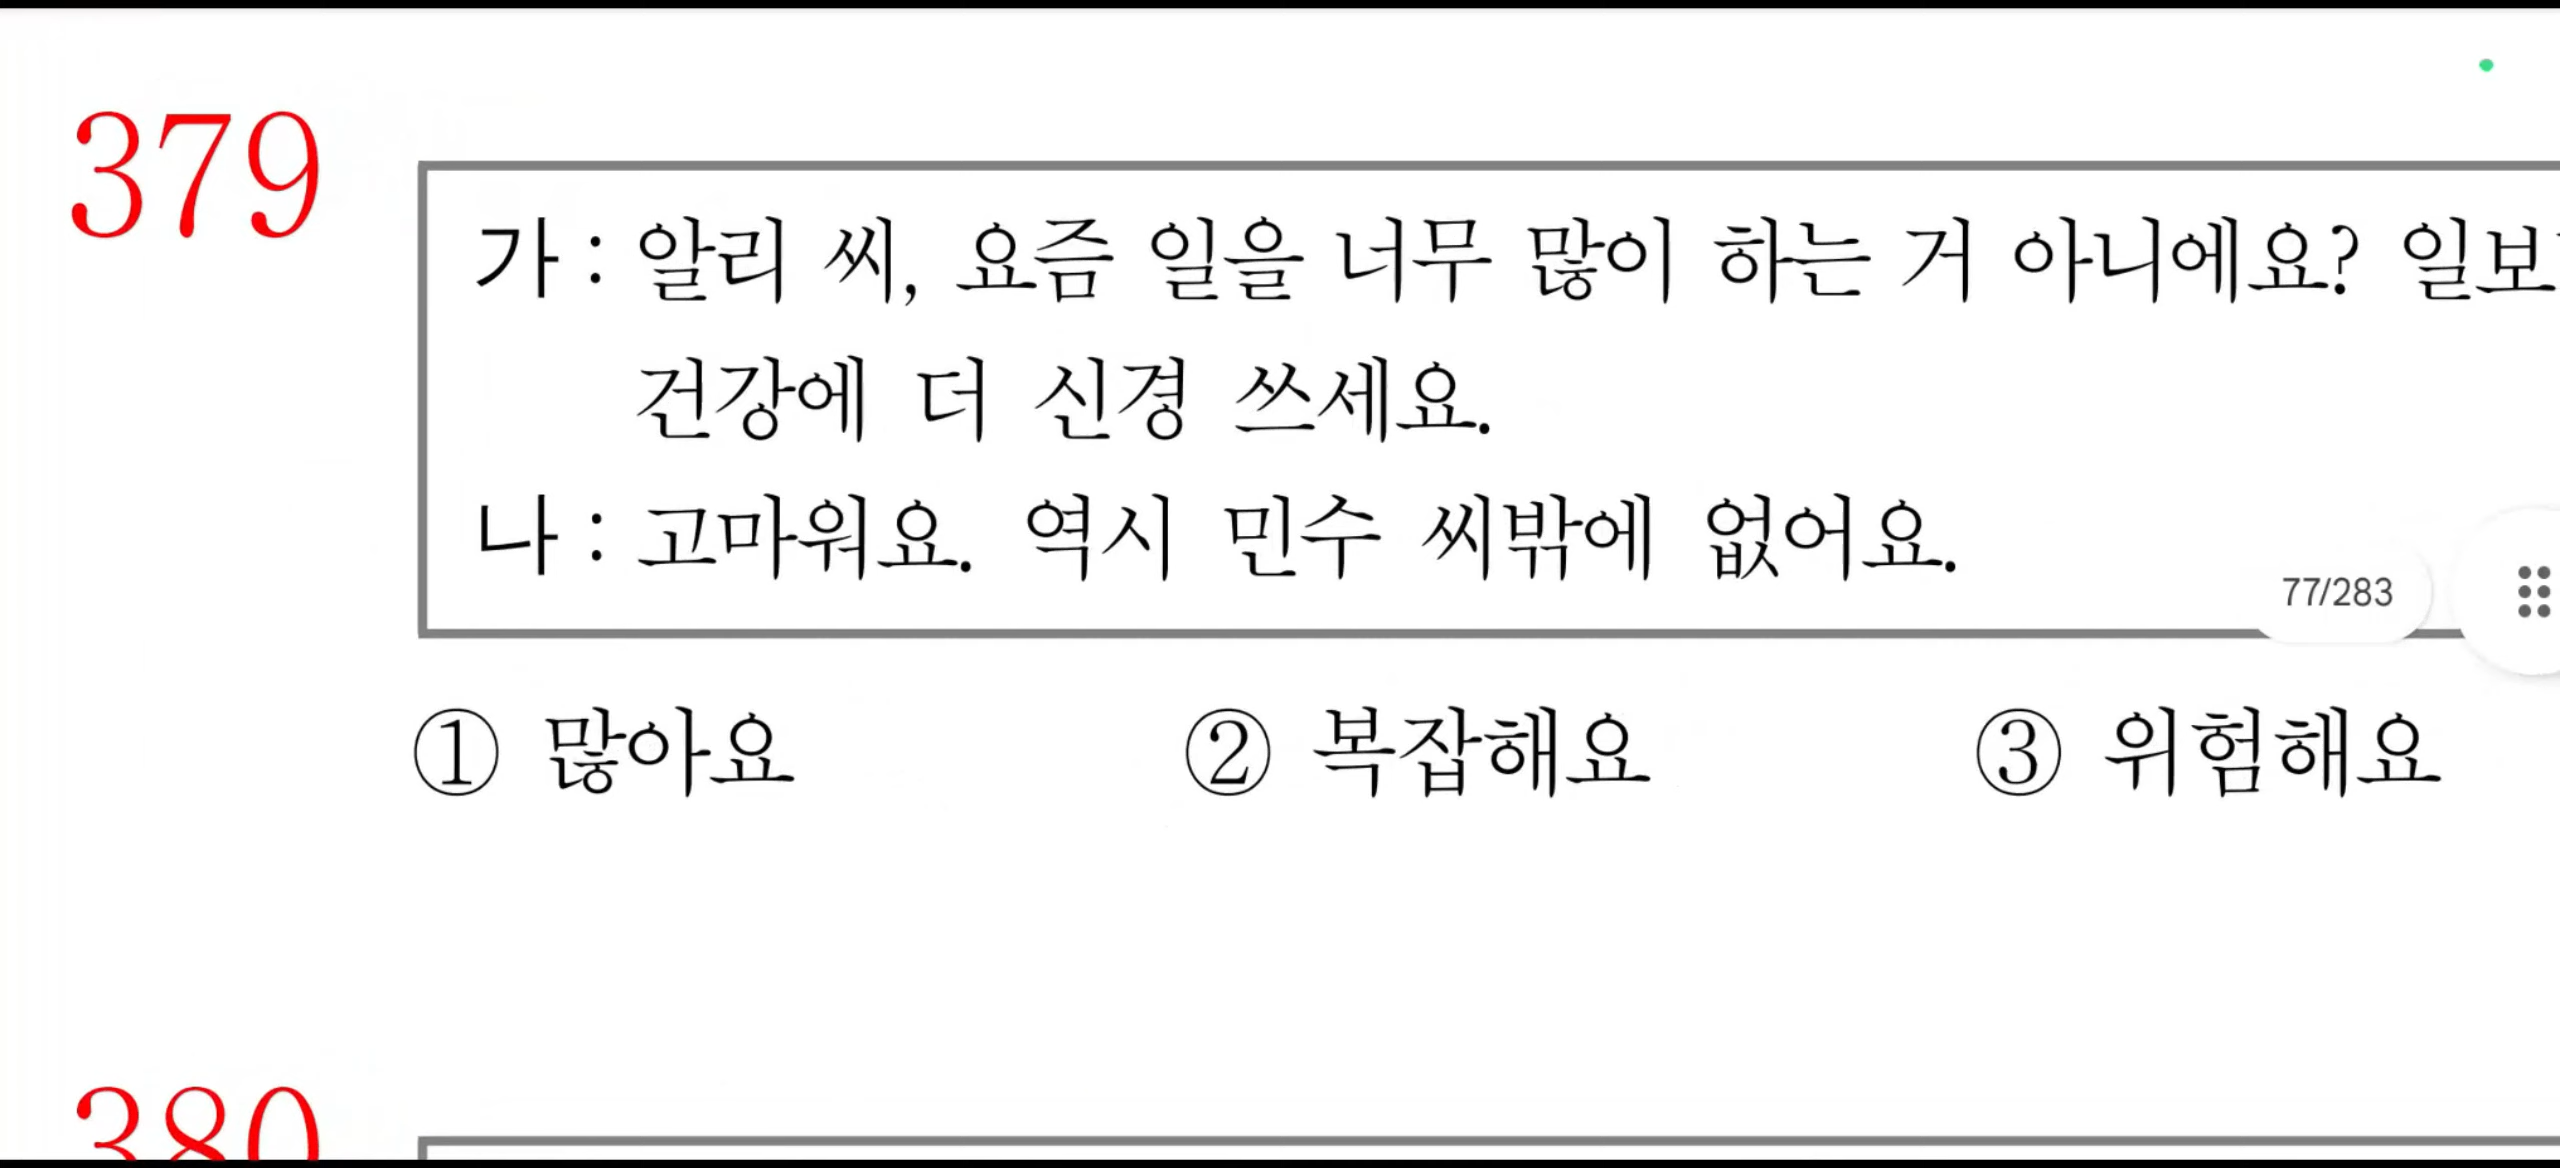 379
가 : 알리 씨, 요즘 일을 너무 많이 하는 거 아니에요? 일보
건강에 더 신경 쓰세요.
나 : 고마워요. 역시 민수 씨밖에 없어요.
77/283
① 많아요 ② 복잡해요 ③ 위험해요
380